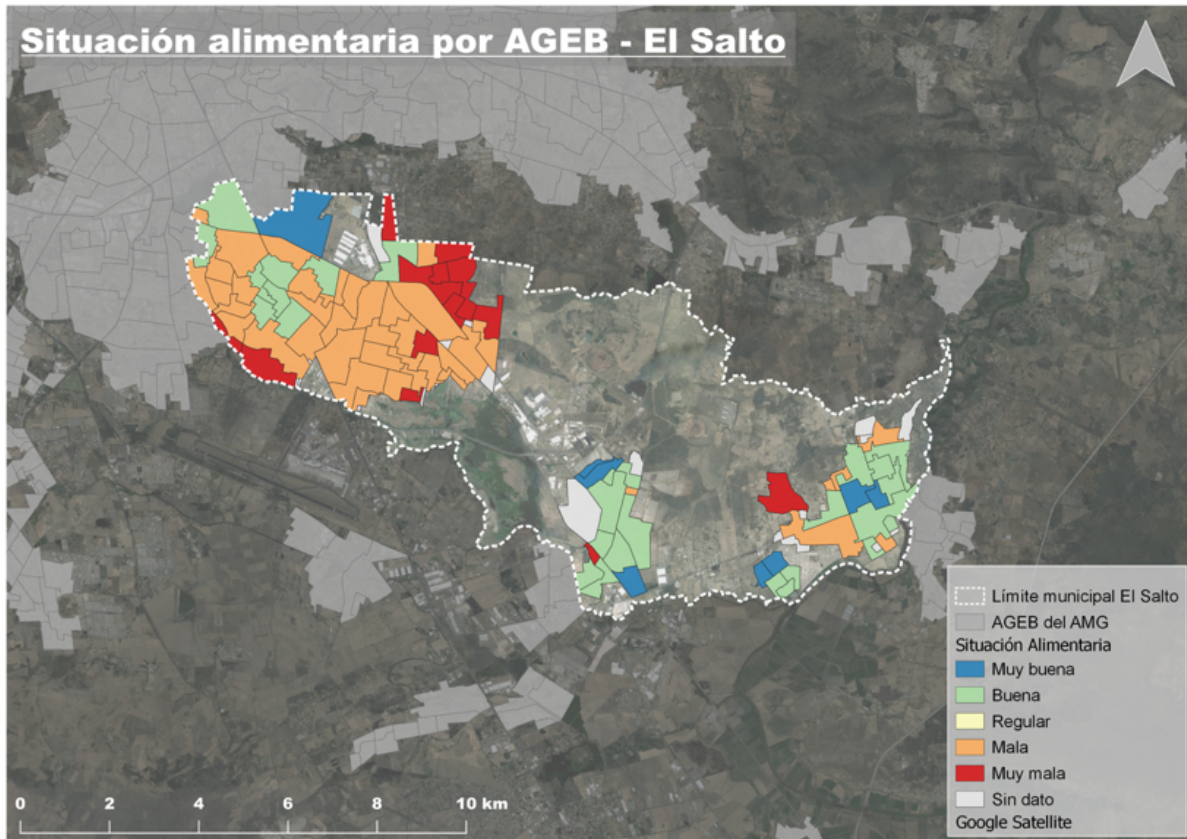 Situación alimentaria por AGEB - El Salto
Límite municipal El Salto
AGEB del AMG
Situación Alimentaria
Muy buena
Buena
Regular
Mala
Muy mala
Sin dato
Google Satellite
0 2 4 6 8 10 km